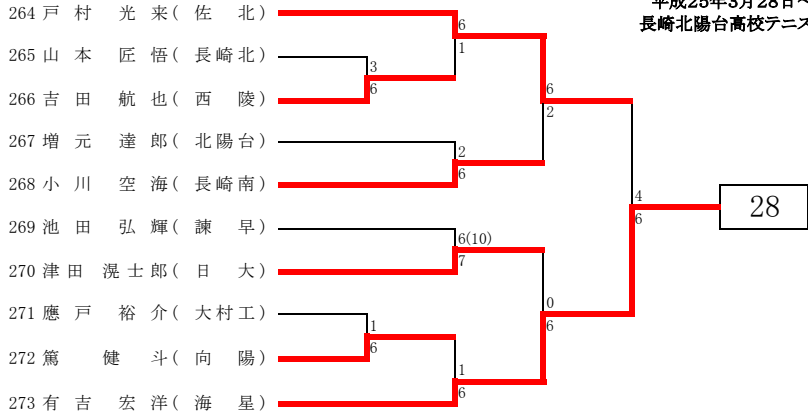 平成25年3月28日～
長崎北陽台高校テニス
264 戸 村 光 来 ( 佐 北 )
6
1
265 山 本 匠 悟 ( 長 崎 北 )
3
6
266 吉 田 航 也 ( 西 陵 )
6
2
267 増 元 達 郎 ( 北 陽 台 )
2
6
268 小 川 空 海 ( 長 崎 南 )
4
6
28
269 池 田 弘 輝 ( 諫 早 )
6(10)
7
270 津 田 滉 士 郎 ( 日 大 )
0
6
271 應 戸 裕 介 ( 大 村 工 )
1
6
272 篤 健 斗 ( 向 陽 )
1
6
273 有 吉 宏 洋 ( 海 星 )